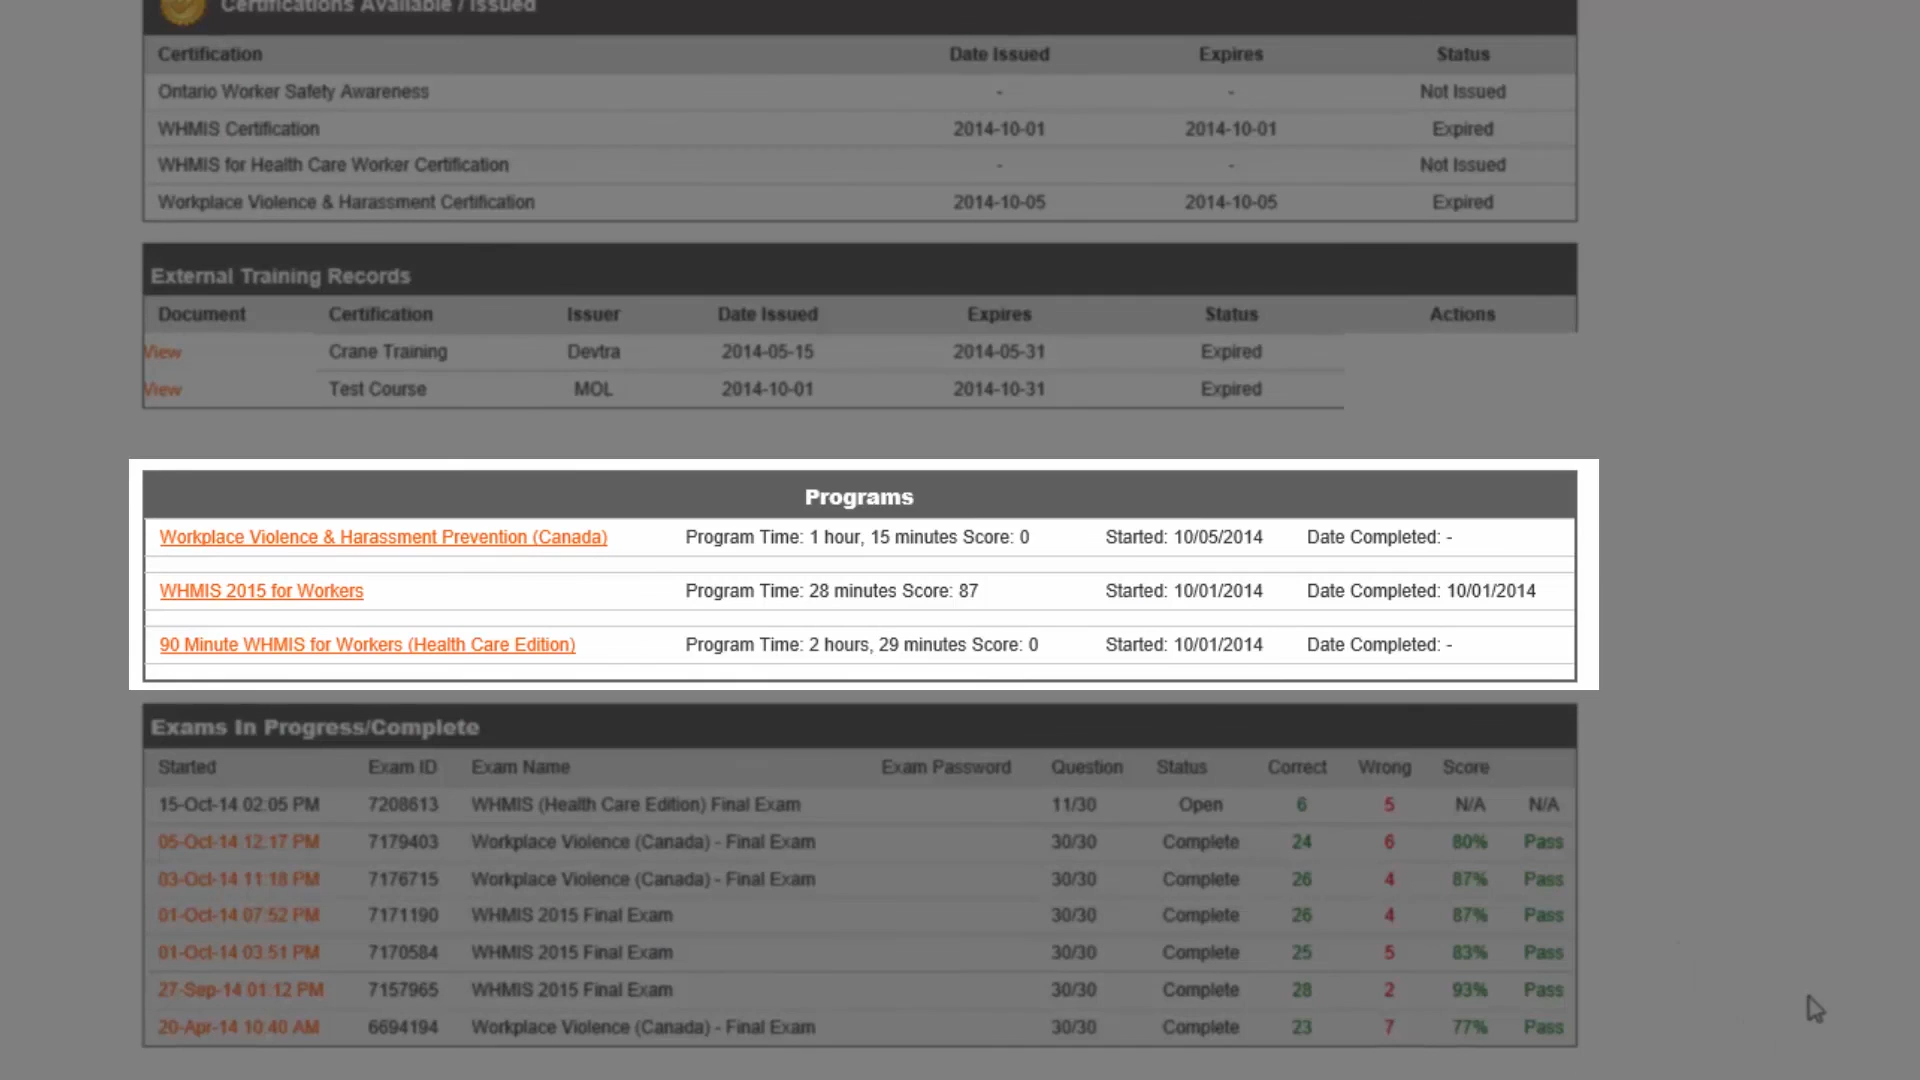 Certifications Available / Issued
Certification Date Issued Expires Status
Ontario Worker Safety Awareness - - Not Issued
WHMIS Certification 2014-10-01 2014-10-01 Expired
WHMIS for Health Care Worker Certification - - Not Issued
Workplace Violence & Harassment Certification 2014-10-05 2014-10-05 Expired
External Training Records
Document Certification Issuer Date Issued Expires Status Actions
View Crane Training Devtra 2014-05-15 2014-05-31 Expired
View Test Course MOL 2014-10-01 2014-10-31 Expired
Programs
Workplace Violence & Harassment Prevention (Canada) Program Time: 1 hour, 15 minutes Score: 0 Started: 10/05/2014 Date Completed: -
WHMIS 2015 for Workers Program Time: 28 minutes Score: 87 Started: 10/01/2014 Date Completed: 10/01/2014
90 Minute WHMIS for Workers (Health Care Edition) Program Time: 2 hours, 29 minutes Score: 0 Started: 10/01/2014 Date Completed: -
Exams In Progress/Complete
Started Exam ID Exam Name Exam Password Question Status Correct Wrong Score
15-Oct-14 02:05 PM 7208613 WHMIS (Health Care Edition) Final Exam 11/30 Open 6 5 N/A N/A
05-Oct-14 12:17 PM 7179403 Workplace Violence (Canada) - Final Exam 30/30 Complete 24 6 80% Pass
03-Oct-14 11:18 PM 7176715 Workplace Violence (Canada) - Final Exam 30/30 Complete 26 4 87% Pass
01-Oct-14 07:52 PM 7171190 WHMIS 2015 Final Exam 30/30 Complete 26 4 87% Pass
01-Oct-14 03:51 PM 7170584 WHMIS 2015 Final Exam 30/30 Complete 25 5 83% Pass
27-Sep-14 01:12 PM 7157965 WHMIS 2015 Final Exam 30/30 Complete 28 2 93% Pass
20-Apr-14 10:40 AM 6694194 Workplace Violence (Canada) - Final Exam 30/30 Complete 23 7 77% Pass